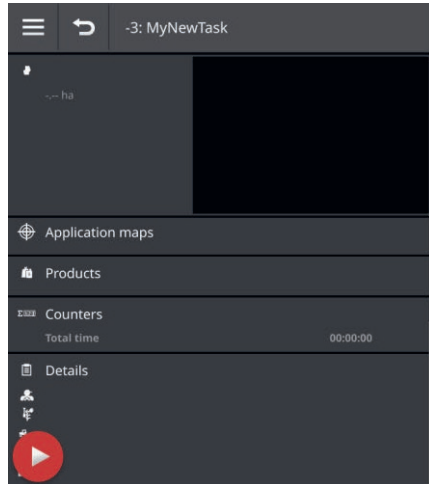 -3: MyNewTask
-.-- ha
Application maps
Products
Counters
Total time 00:00:00
Details